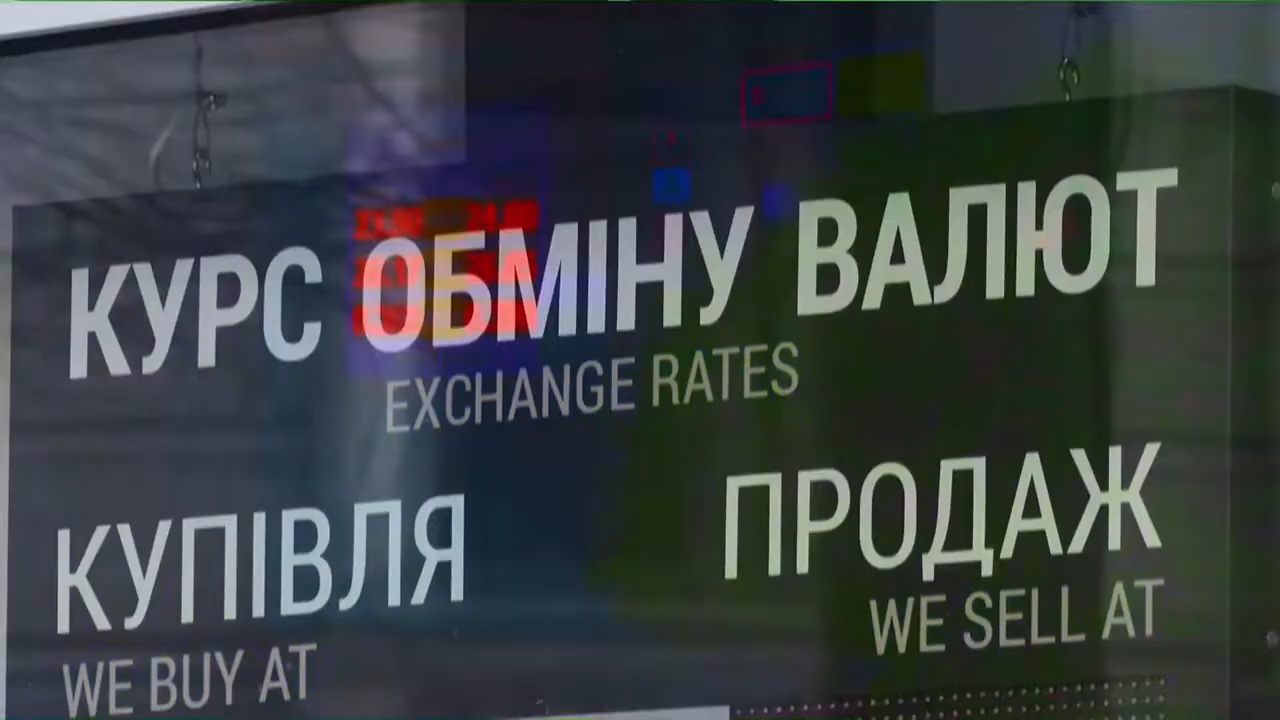 КУРС ОБМІНУ ВАЛЮТ
EXCHANGE RATES
КУПІВЛЯ
ПРОДАЖ
WE BUY AT
WE SELL AT